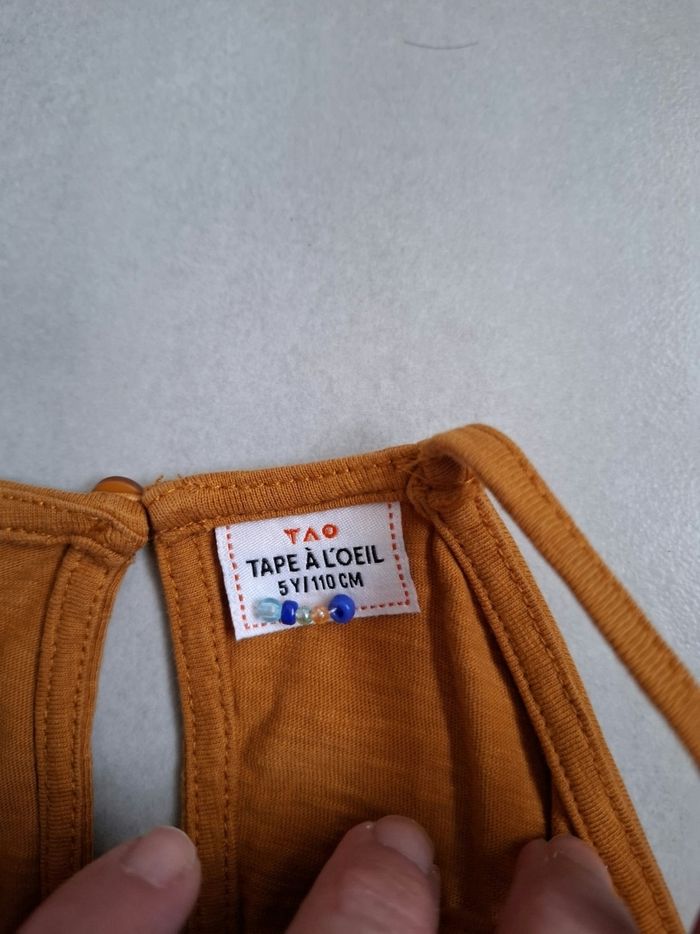 TAO
TAPE À L'OEIL
5 Y/110 CM